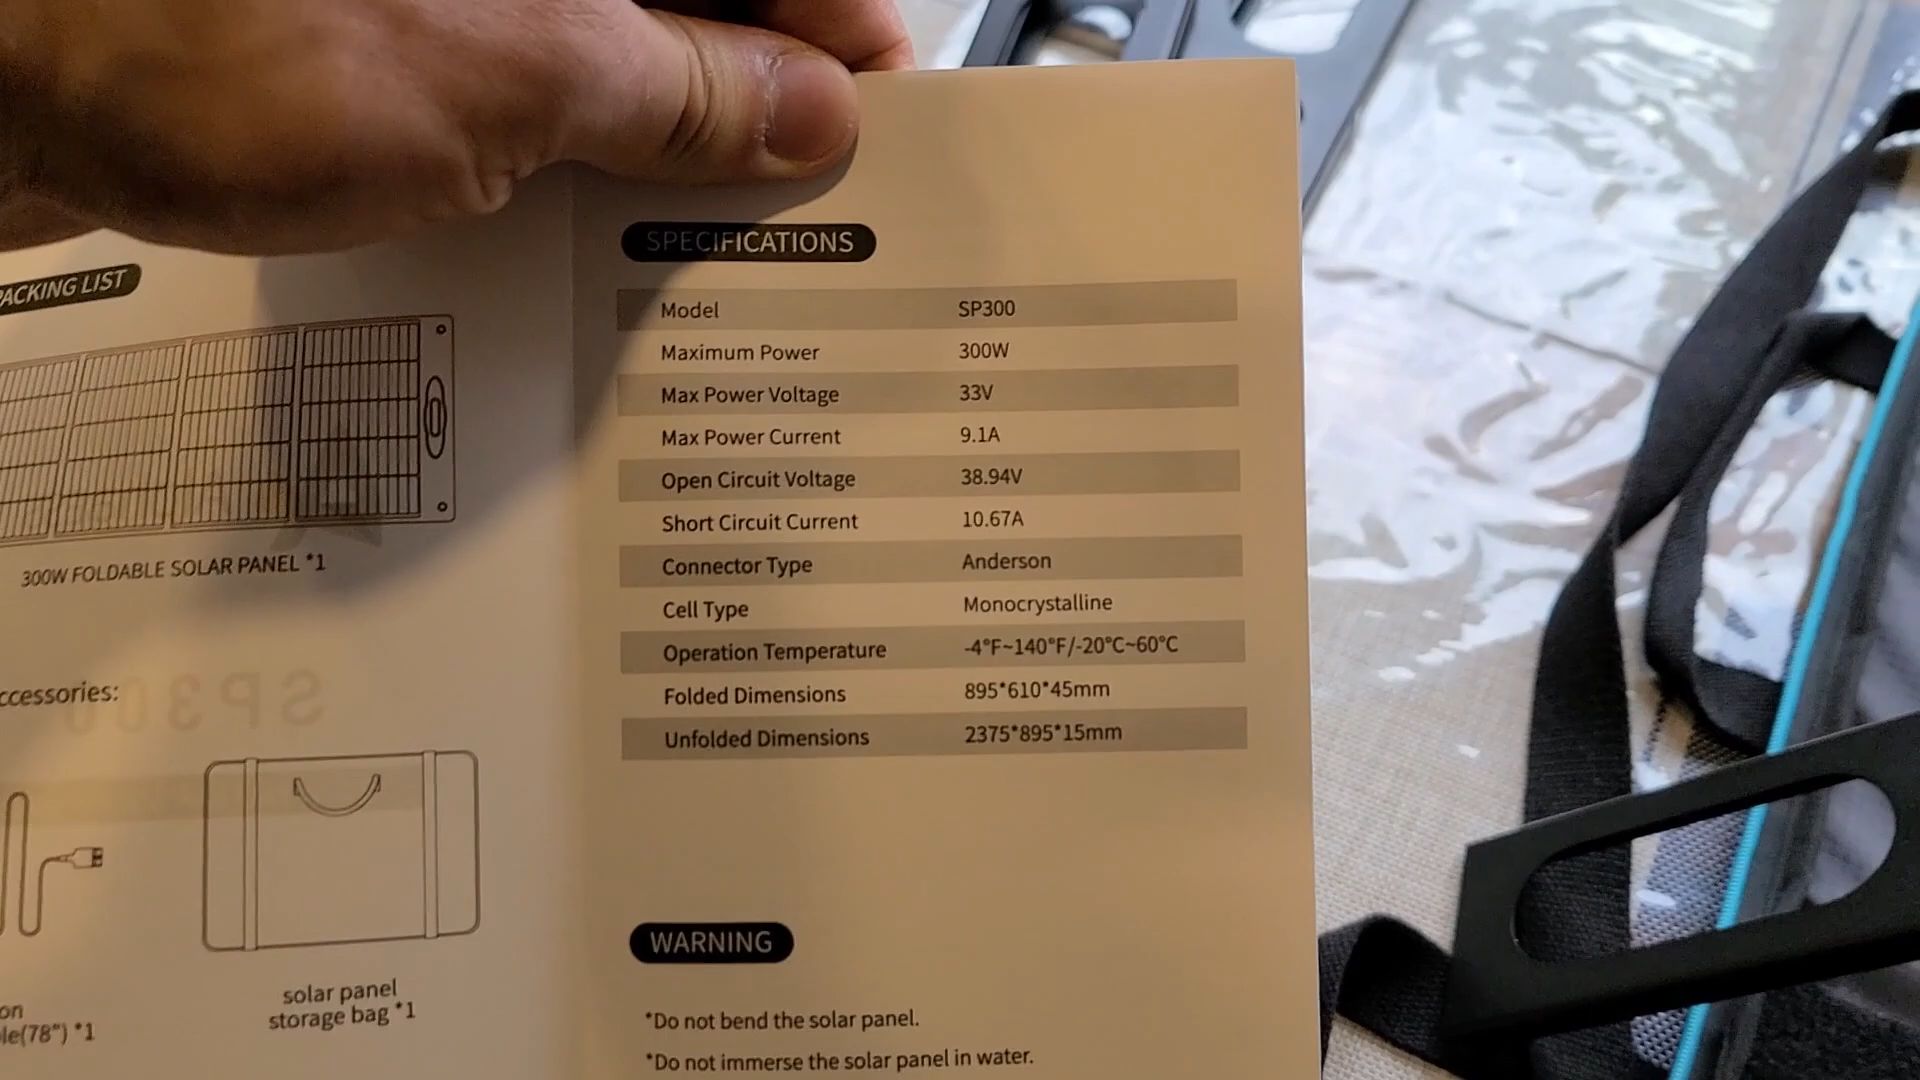 PACKING LIST
300W FOLDABLE SOLAR PANEL *1
ccessories:
SP300
on
le(78") *1
solar panel
storage bag *1
SPECIFICATIONS
Model SP300
Maximum Power 300W
Max Power Voltage 33V
Max Power Current 9.1A
Open Circuit Voltage 38.94V
Short Circuit Current 10.67A
Connector Type Anderson
Cell Type Monocrystalline
Operation Temperature -4°F~140°F/-20°C~60°C
Folded Dimensions 895*610*45mm
Unfolded Dimensions 2375*895*15mm
WARNING
*Do not bend the solar panel.
*Do not immerse the solar panel in water.